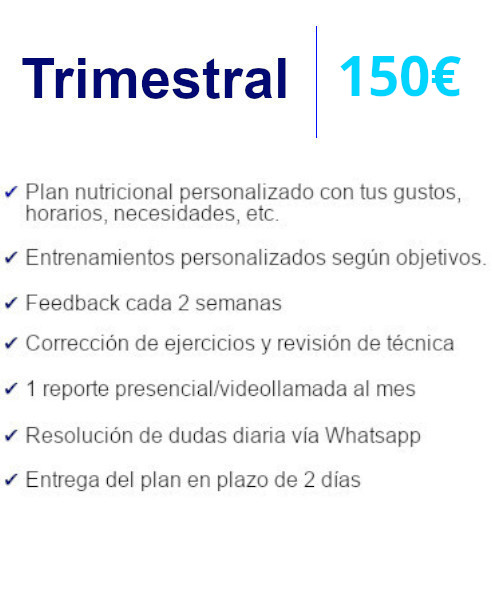 Trimestral
150€
✔ Plan nutricional personalizado con tus gustos,
horarios, necesidades, etc.
✔ Entrenamientos personalizados según objetivos.
✔ Feedback cada 2 semanas
✔ Corrección de ejercicios y revisión de técnica
✔ 1 reporte presencial/videollamada al mes
✔ Resolución de dudas diaria vía Whatsapp
✔ Entrega del plan en plazo de 2 días